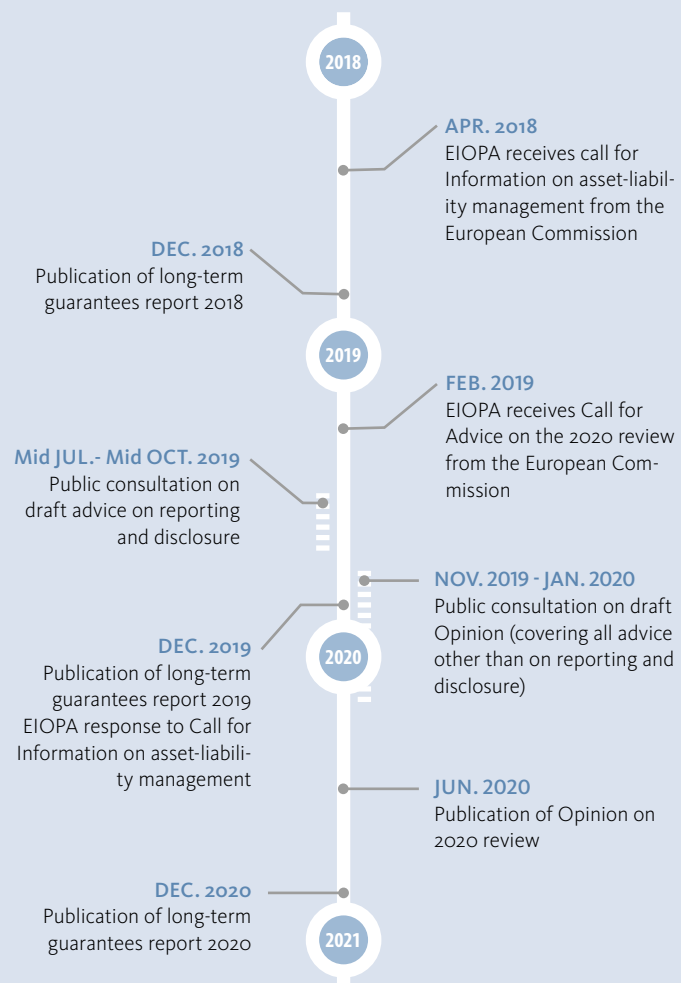 2018
APR. 2018
EIOPA receives call for
Information on asset-liabil-
ity management from the
European Commission
DEC. 2018
Publication of long-term
guarantees report 2018
2019
FEB. 2019
EIOPA receives Call for
Advice on the 2020 review
from the European Com-
mission
Mid JUL.- Mid OCT. 2019
Public consultation on
draft advice on reporting
and disclosure
NOV. 2019 - JAN. 2020
Public consultation on draft
Opinion (covering all advice
other than on reporting and
disclosure)
DEC. 2019
Publication of long-term
guarantees report 2019
EIOPA response to Call for
Information on asset-liabili-
ty management
2020
JUN. 2020
Publication of Opinion on
2020 review
DEC. 2020
Publication of long-term
guarantees report 2020
2021